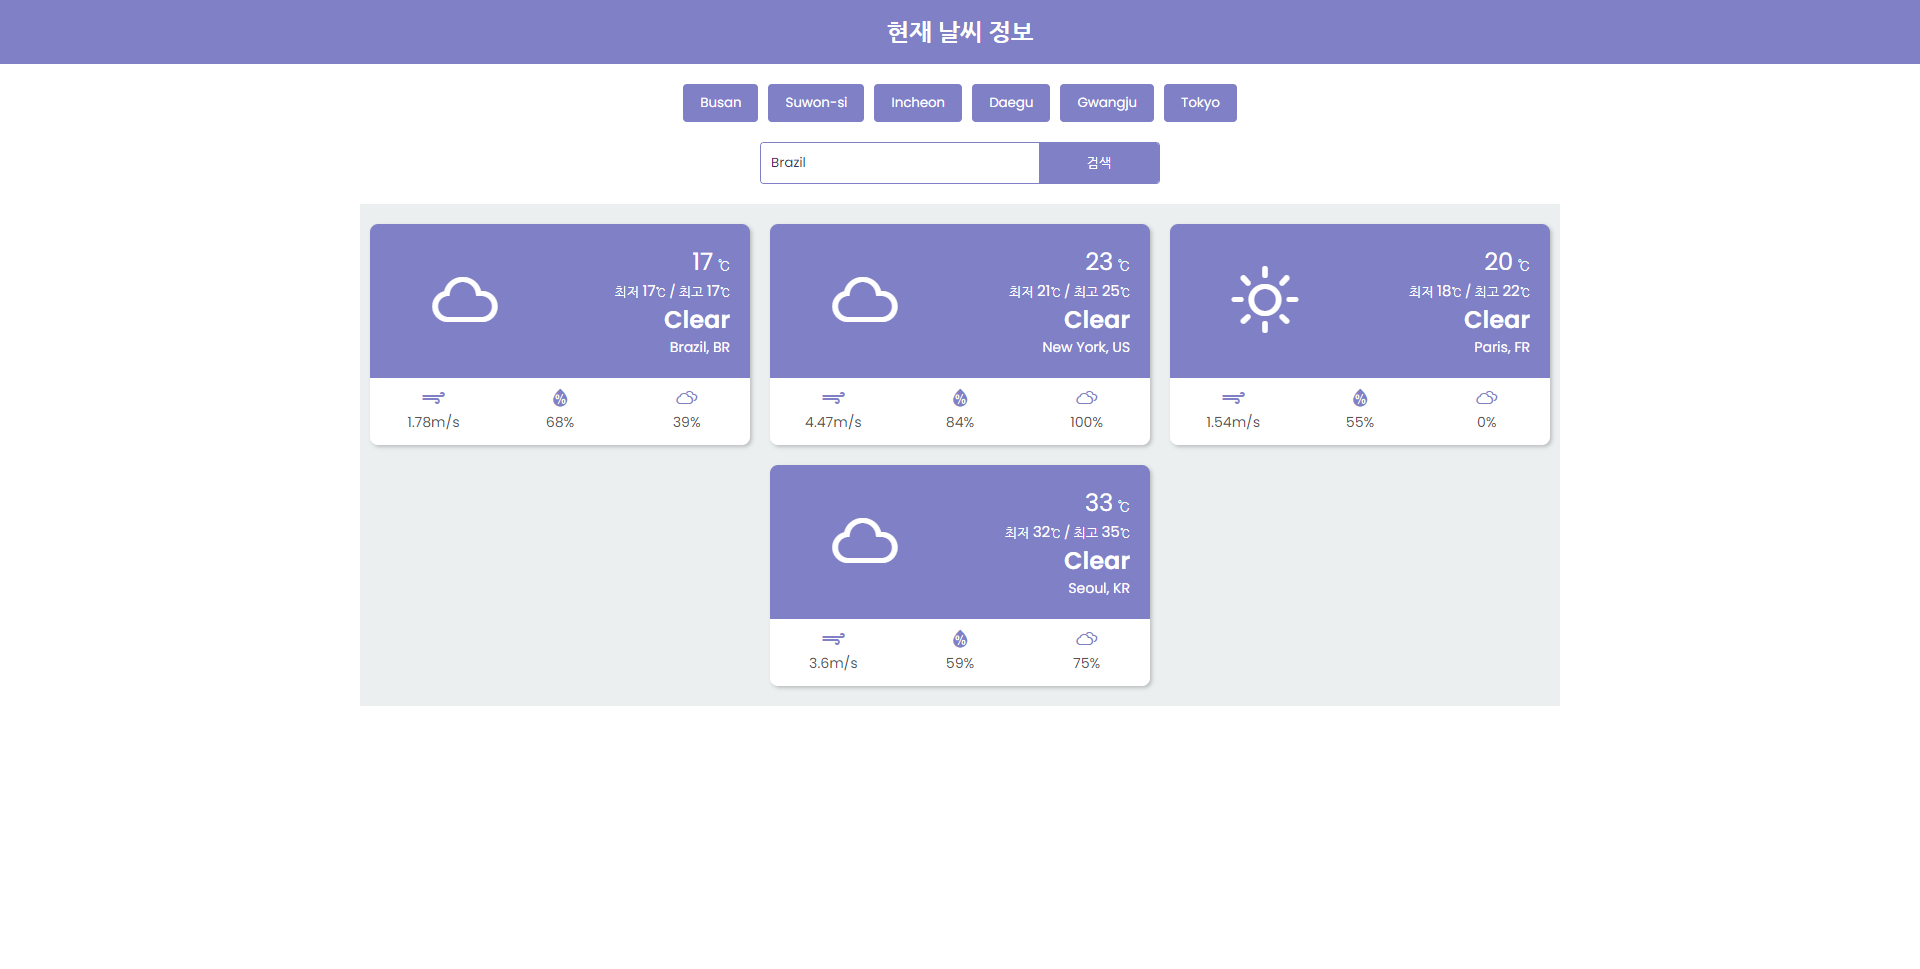 현재 날씨 정보
Busan
Suwon-si
Incheon
Daegu
Gwangju
Tokyo
Brazil
검색
17 ℃
최저 17℃ / 최고 17℃
Clear
Brazil, BR
1.78m/s
68%
39%
23 ℃
최저 21℃ / 최고 25℃
Clear
New York, US
4.47m/s
84%
100%
20 ℃
최저 18℃ / 최고 22℃
Clear
Paris, FR
1.54m/s
55%
0%
33 ℃
최저 32℃ / 최고 35℃
Clear
Seoul, KR
3.6m/s
59%
75%